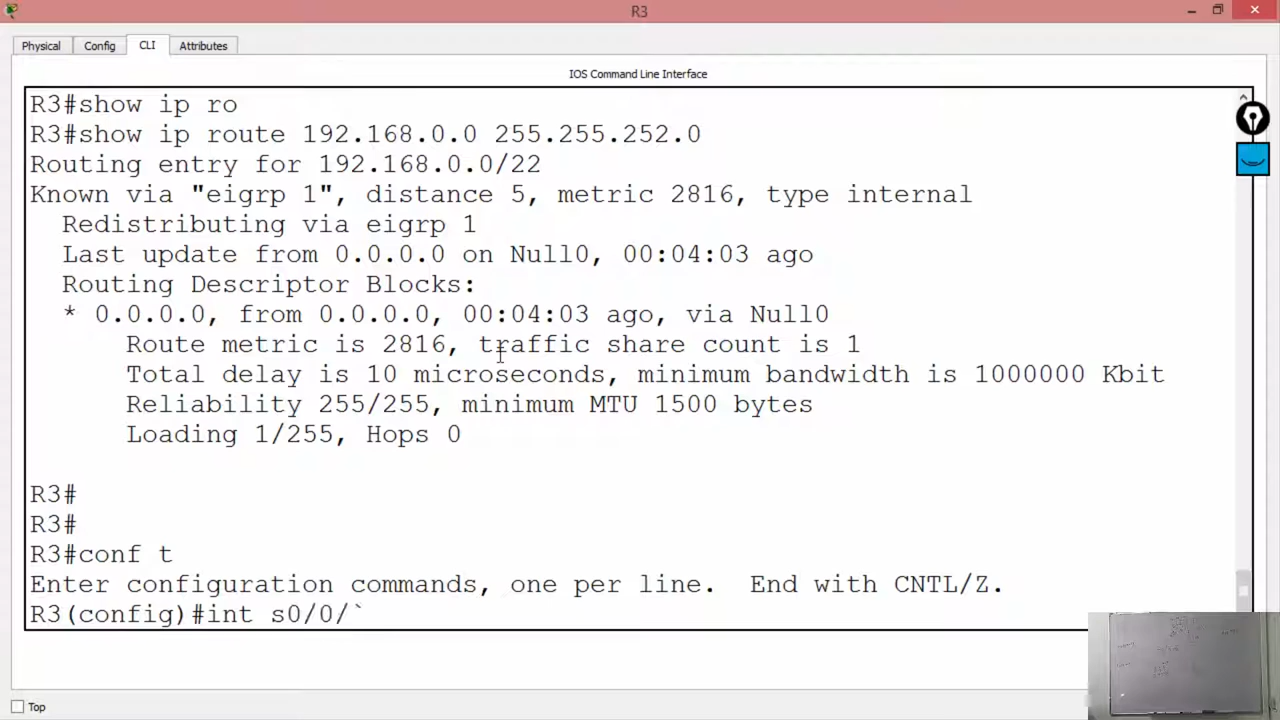 R3
Physical
Config
CLI
Attributes
IOS Command Line Interface
R3#show ip ro
R3#show ip route 192.168.0.0 255.255.252.0
Routing entry for 192.168.0.0/22
Known via "eigrp 1", distance 5, metric 2816, type internal
Redistributing via eigrp 1
Last update from 0.0.0.0 on Null0, 00:04:03 ago
Routing Descriptor Blocks:
* 0.0.0.0, from 0.0.0.0, 00:04:03 ago, via Null0
Route metric is 2816, traffic share count is 1
Total delay is 10 microseconds, minimum bandwidth is 1000000 Kbit
Reliability 255/255, minimum MTU 1500 bytes
Loading 1/255, Hops 0
R3#
R3#
R3#conf t
Enter configuration commands, one per line.  End with CNTL/Z.
R3(config)#int s0/0/`
Top